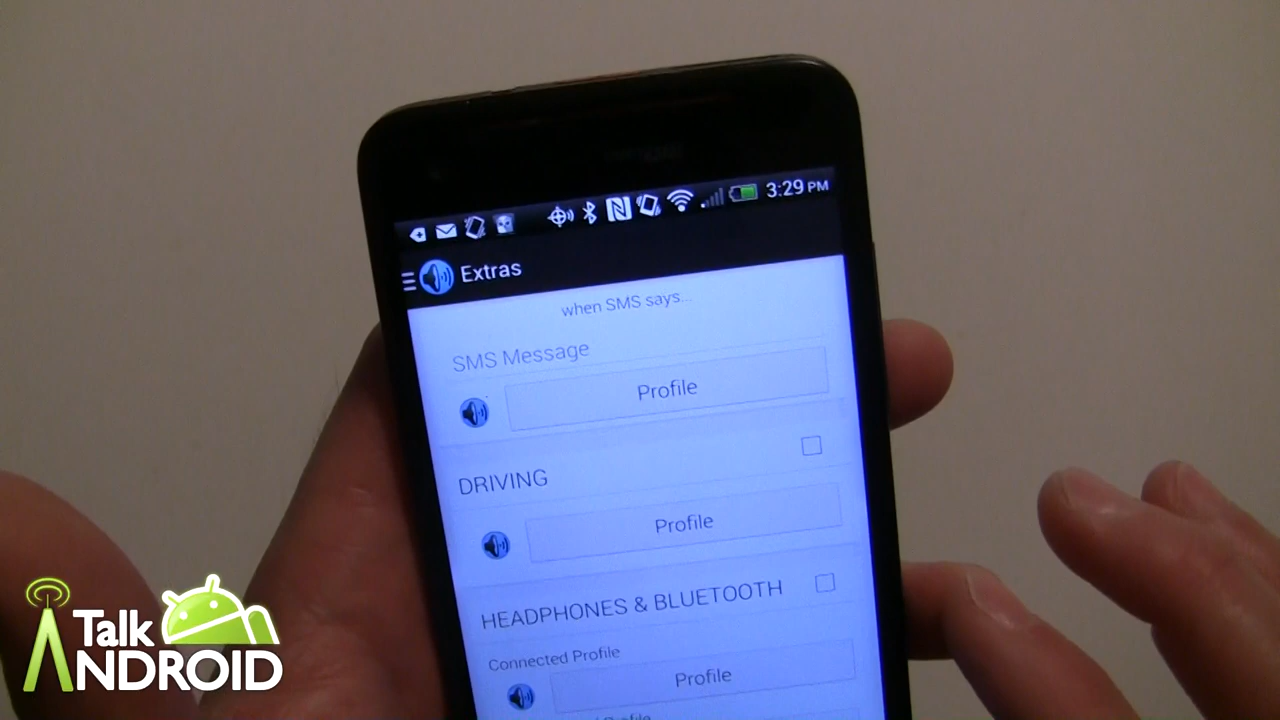 3:29 PM
Extras
when SMS says...
SMS Message
Profile
DRIVING
Profile
HEADPHONES & BLUETOOTH
Connected Profile
Profile
Profile
Talk
ANDROID